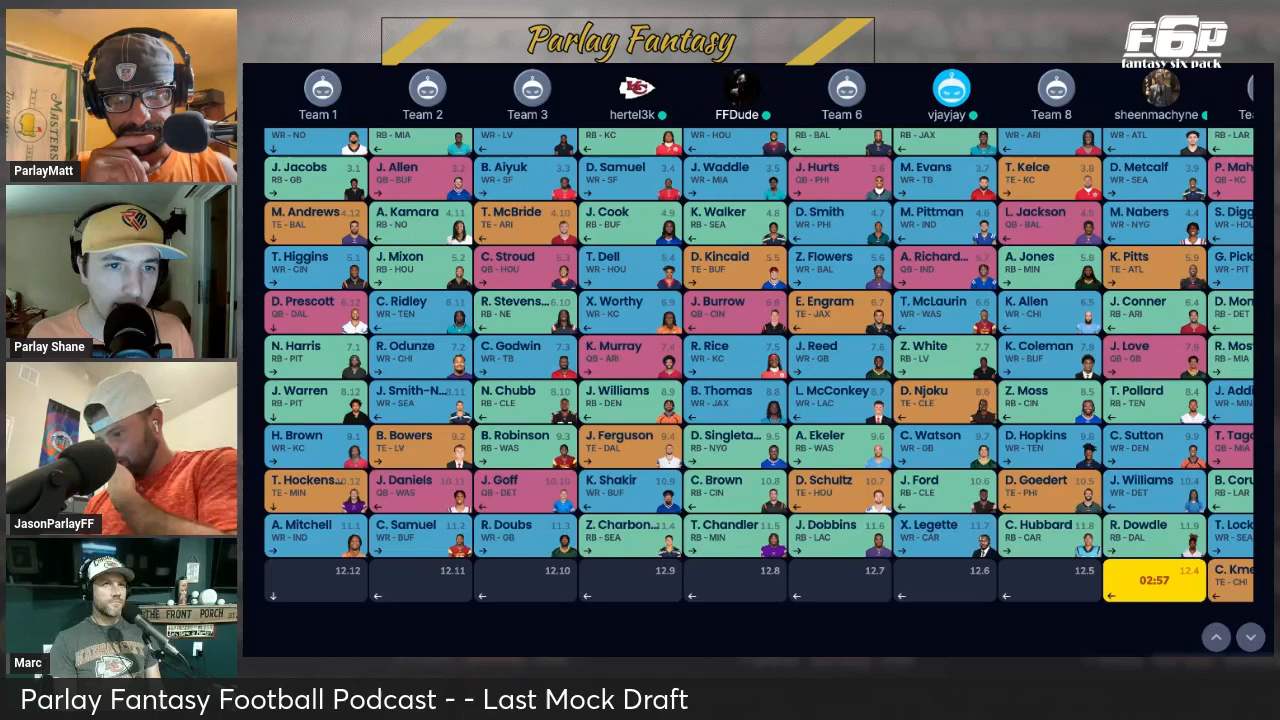 Parlay Fantasy
F6P
fantasy six pack
Team 1
Team 2
Team 3
hertel3k
FFDude
Team 6
vjayjay
Team 8
sheenmachyne
WR - NO
RB - MIA
WR - LV
RB - KC
WR - HOU
RB - BAL
RB - JAX
WR - ARI
WR - ATL
RB - LAR
J. Jacobs 3.1
RB - GB
J. Allen 3.2
QB - BUF
B. Aiyuk 3.3
WR - SF
D. Samuel 3.4
WR - SF
J. Waddle 3.5
WR - MIA
J. Hurts 3.6
QB - PHI
M. Evans 3.7
WR - TB
T. Kelce 3.8
TE - KC
D. Metcalf 3.9
WR - SEA
P. Mah
QB - KC
M. Andrews 4.12
TE - BAL
A. Kamara 4.11
RB - NO
T. McBride 4.10
TE - ARI
J. Cook 4.9
RB - BUF
K. Walker 4.8
RB - SEA
D. Smith 4.7
WR - PHI
M. Pittman 4.6
WR - IND
L. Jackson 4.5
QB - BAL
M. Nabers 4.4
WR - NYG
S. Digg
WR - HOU
T. Higgins 5.1
WR - CIN
J. Mixon 5.2
RB - HOU
C. Stroud 5.3
QB - HOU
T. Dell 5.4
WR - HOU
D. Kincaid 5.5
TE - BUF
Z. Flowers 5.6
WR - BAL
A. Richard... 5.7
QB - IND
A. Jones 5.8
RB - MIN
K. Pitts 5.9
TE - ATL
G. Pick
WR - PIT
D. Prescott 6.12
QB - DAL
C. Ridley 6.11
WR - TEN
R. Stevens... 6.10
RB - NE
X. Worthy 6.9
WR - KC
J. Burrow 6.8
QB - CIN
E. Engram 6.7
TE - JAX
T. McLaurin 6.6
WR - WAS
K. Allen 6.5
WR - CHI
J. Conner 6.4
RB - ARI
D. Mon
RB - DET
N. Harris 7.1
RB - PIT
R. Odunze 7.2
WR - CHI
C. Godwin 7.3
WR - TB
K. Murray 7.4
QB - ARI
R. Rice 7.5
WR - KC
J. Reed 7.6
WR - GB
Z. White 7.7
RB - LV
K. Coleman 7.8
WR - BUF
J. Love 7.9
QB - GB
R. Most
RB - MIA
J. Warren 8.12
RB - PIT
J. Smith-N... 8.11
WR - SEA
N. Chubb 8.10
RB - CLE
J. Williams 8.9
RB - DEN
B. Thomas 8.8
WR - JAX
L. McConkey 8.7
WR - LAC
D. Njoku 8.6
TE - CLE
Z. Moss 8.5
RB - CIN
T. Pollard 8.4
RB - TEN
J. Addi
WR - MIN
H. Brown 9.1
WR - KC
B. Bowers 9.2
TE - LV
B. Robinson 9.3
RB - WAS
J. Ferguson 9.4
TE - DAL
D. Singleta... 9.5
RB - NYG
A. Ekeler 9.6
RB - WAS
C. Watson 9.7
WR - GB
D. Hopkins 9.8
WR - TEN
C. Sutton 9.9
WR - DEN
T. Tago
QB - MIA
T. Hockens... 10.12
TE - MIN
J. Daniels 10.11
QB - WAS
J. Goff 10.10
QB - DET
K. Shakir 10.9
WR - BUF
C. Brown 10.8
RB - CIN
D. Schultz 10.7
TE - HOU
J. Ford 10.6
RB - CLE
D. Goedert 10.5
TE - PHI
J. Williams 10.4
WR - DET
B. Coru
RB - LAR
A. Mitchell 11.1
WR - IND
C. Samuel 11.2
WR - BUF
R. Doubs 11.3
WR - GB
Z. Charbon... 11.4
RB - SEA
T. Chandler 11.5
RB - MIN
J. Dobbins 11.6
RB - LAC
X. Legette 11.7
WR - CAR
C. Hubbard 11.8
RB - CAR
R. Dowdle 11.9
RB - DAL
T. Lock
WR - SEA
12.12
12.11
12.10
12.9
12.8
12.7
12.6
12.5
12.4
02:57
C. Kme
TE - CHI
ParlayMatt
Parlay Shane
JasonParlayFF
Marc
MASTERS
THE FRONT PORCH
KANSAS CITY
Parlay Fantasy Football Podcast - - Last Mock Draft